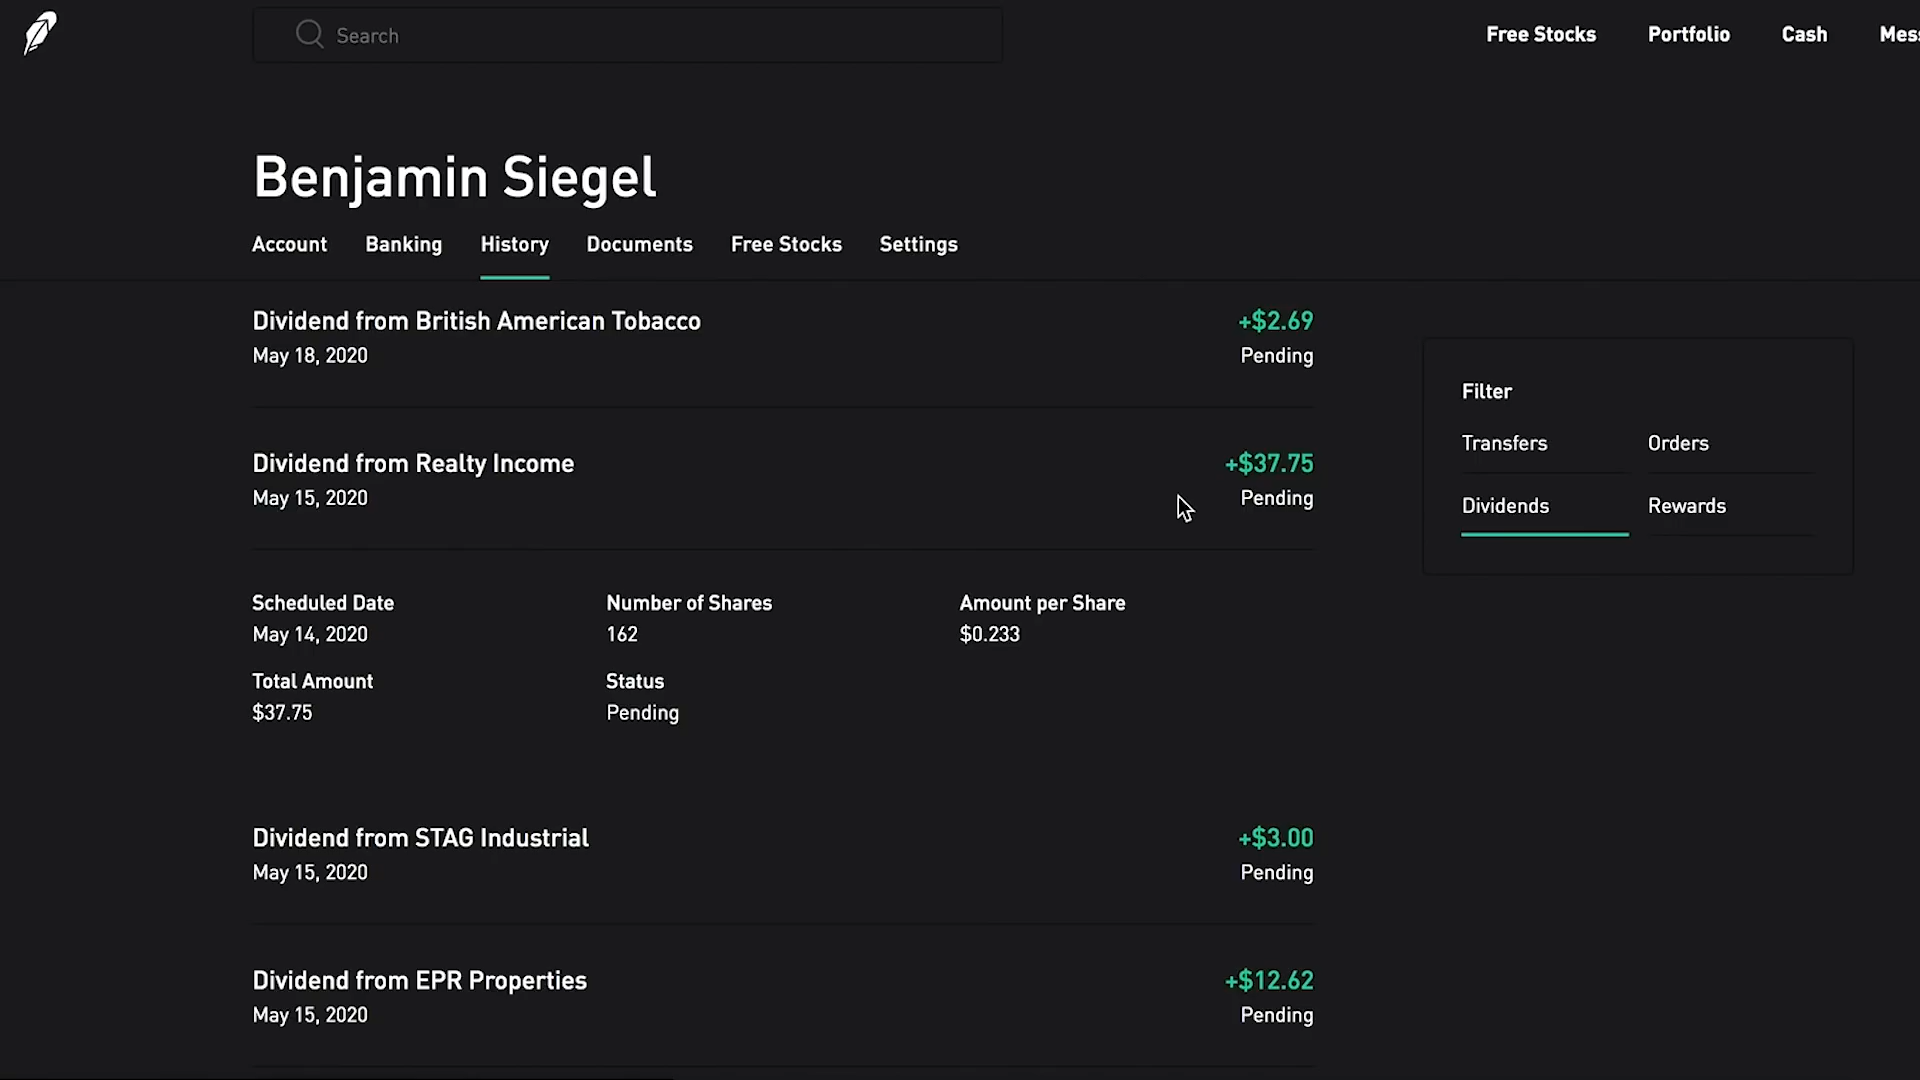 Search
Free Stocks
Portfolio
Cash
Mess
Benjamin Siegel
Account
Banking
History
Documents
Free Stocks
Settings
Dividend from British American Tobacco
+$2.69
May 18, 2020
Pending
Dividend from Realty Income
+$37.75
May 15, 2020
Pending
Scheduled Date
Number of Shares
Amount per Share
May 14, 2020
162
$0.233
Total Amount
Status
$37.75
Pending
Dividend from STAG Industrial
+$3.00
May 15, 2020
Pending
Dividend from EPR Properties
+$12.62
May 15, 2020
Pending
Filter
Transfers
Orders
Dividends
Rewards